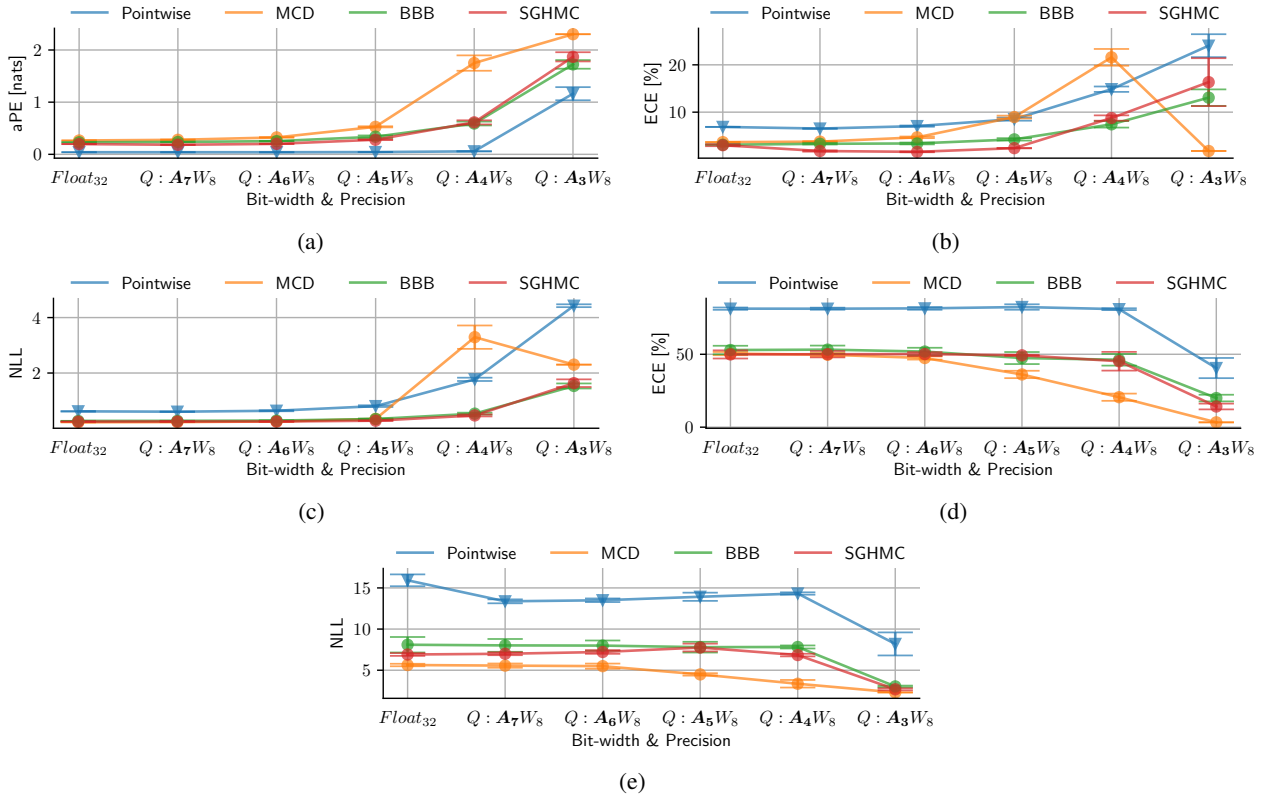 Pointwise MCD BBB SGHMC
aPE [nats]
2
1
0
Float32 Q : A7W8 Q : A6W8 Q : A5W8 Q : A4W8 Q : A3W8
Bit-width & Precision
(a)
Pointwise MCD BBB SGHMC
ECE [%]
20
10
Float32 Q : A7W8 Q : A6W8 Q : A5W8 Q : A4W8 Q : A3W8
Bit-width & Precision
(b)
Pointwise MCD BBB SGHMC
NLL
4
2
Float32 Q : A7W8 Q : A6W8 Q : A5W8 Q : A4W8 Q : A3W8
Bit-width & Precision
(c)
Pointwise MCD BBB SGHMC
ECE [%]
50
0
Float32 Q : A7W8 Q : A6W8 Q : A5W8 Q : A4W8 Q : A3W8
Bit-width & Precision
(d)
Pointwise MCD BBB SGHMC
NLL
15
10
5
Float32 Q : A7W8 Q : A6W8 Q : A5W8 Q : A4W8 Q : A3W8
Bit-width & Precision
(e)